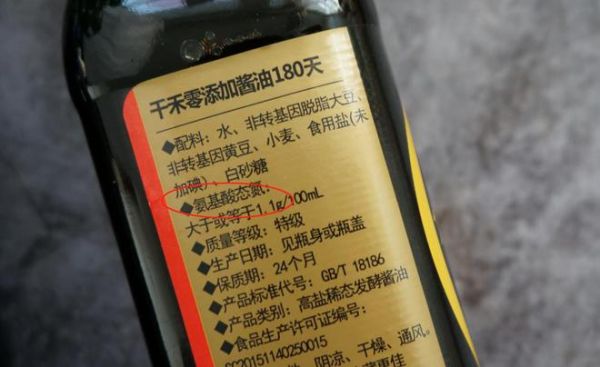 千禾零添加酱油180天
◆配料：水、非转基因脱脂大豆、
非转基因黄豆、小麦、食用盐(未
加碘)、白砂糖
◆氨基酸态氮：
大于或等于1.1g/100mL
◆质量等级：特级
◆生产日期：见瓶身或瓶盖
◆保质期：24个月
◆产品标准代号：GB/T 18186
◆产品类别：高盐稀态发酵酱油
◆食品生产许可证编号：
SC20151140250015
阴凉、干燥、通风。
更佳